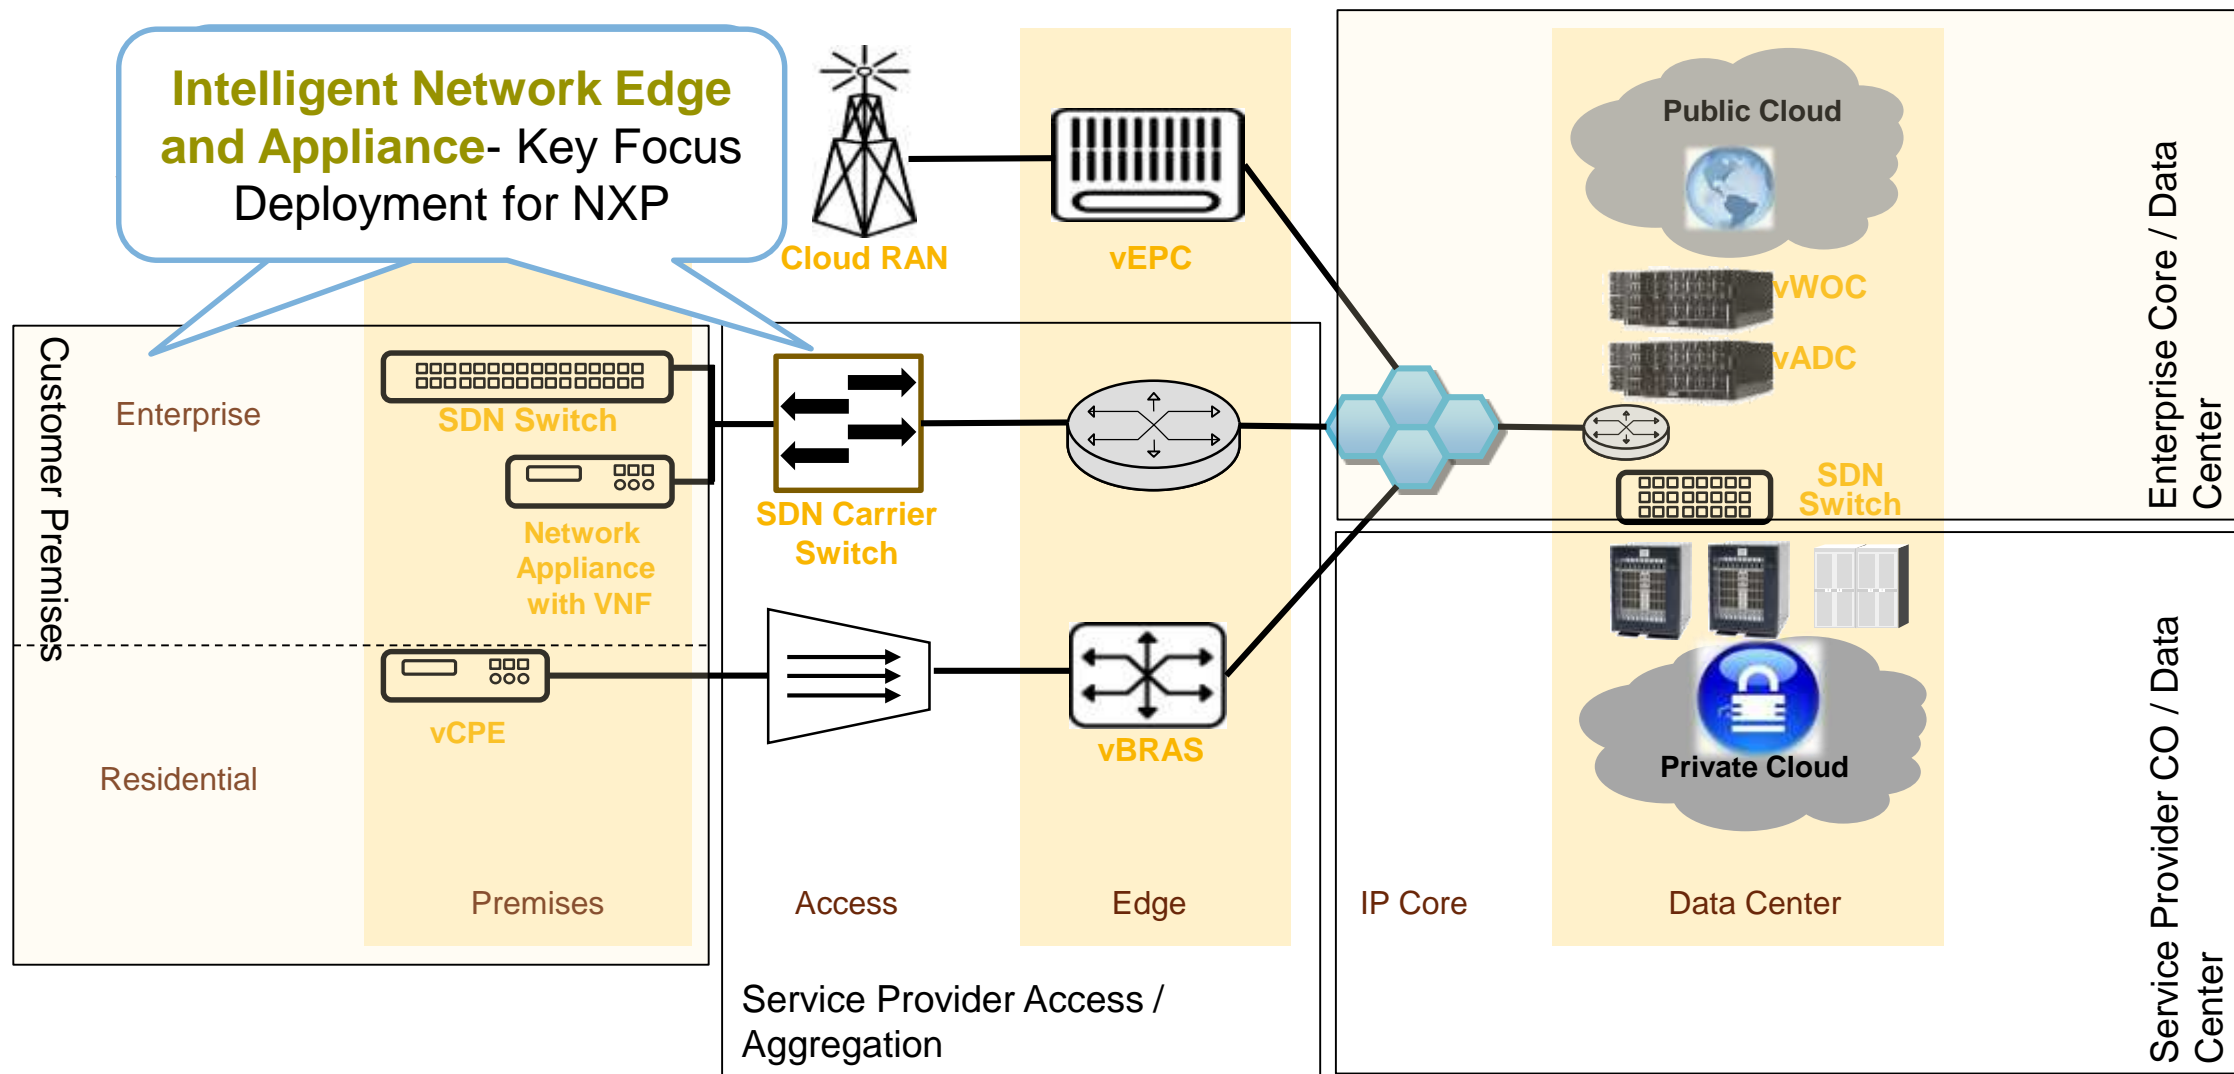 Intelligent Network Edge
and Appliance- Key Focus
Deployment for NXP
Cloud RAN
vEPC
Public Cloud
vWOC
vADC
Enterprise Core / Data
Center
Customer Premises
Enterprise
SDN Switch
Network
Appliance
with VNF
SDN Carrier
Switch
SDN
Switch
vCPE
Residential
vBRAS
Private Cloud
Service Provider CO / Data
Center
Premises
Access
Edge
IP Core
Data Center
Service Provider Access /
Aggregation